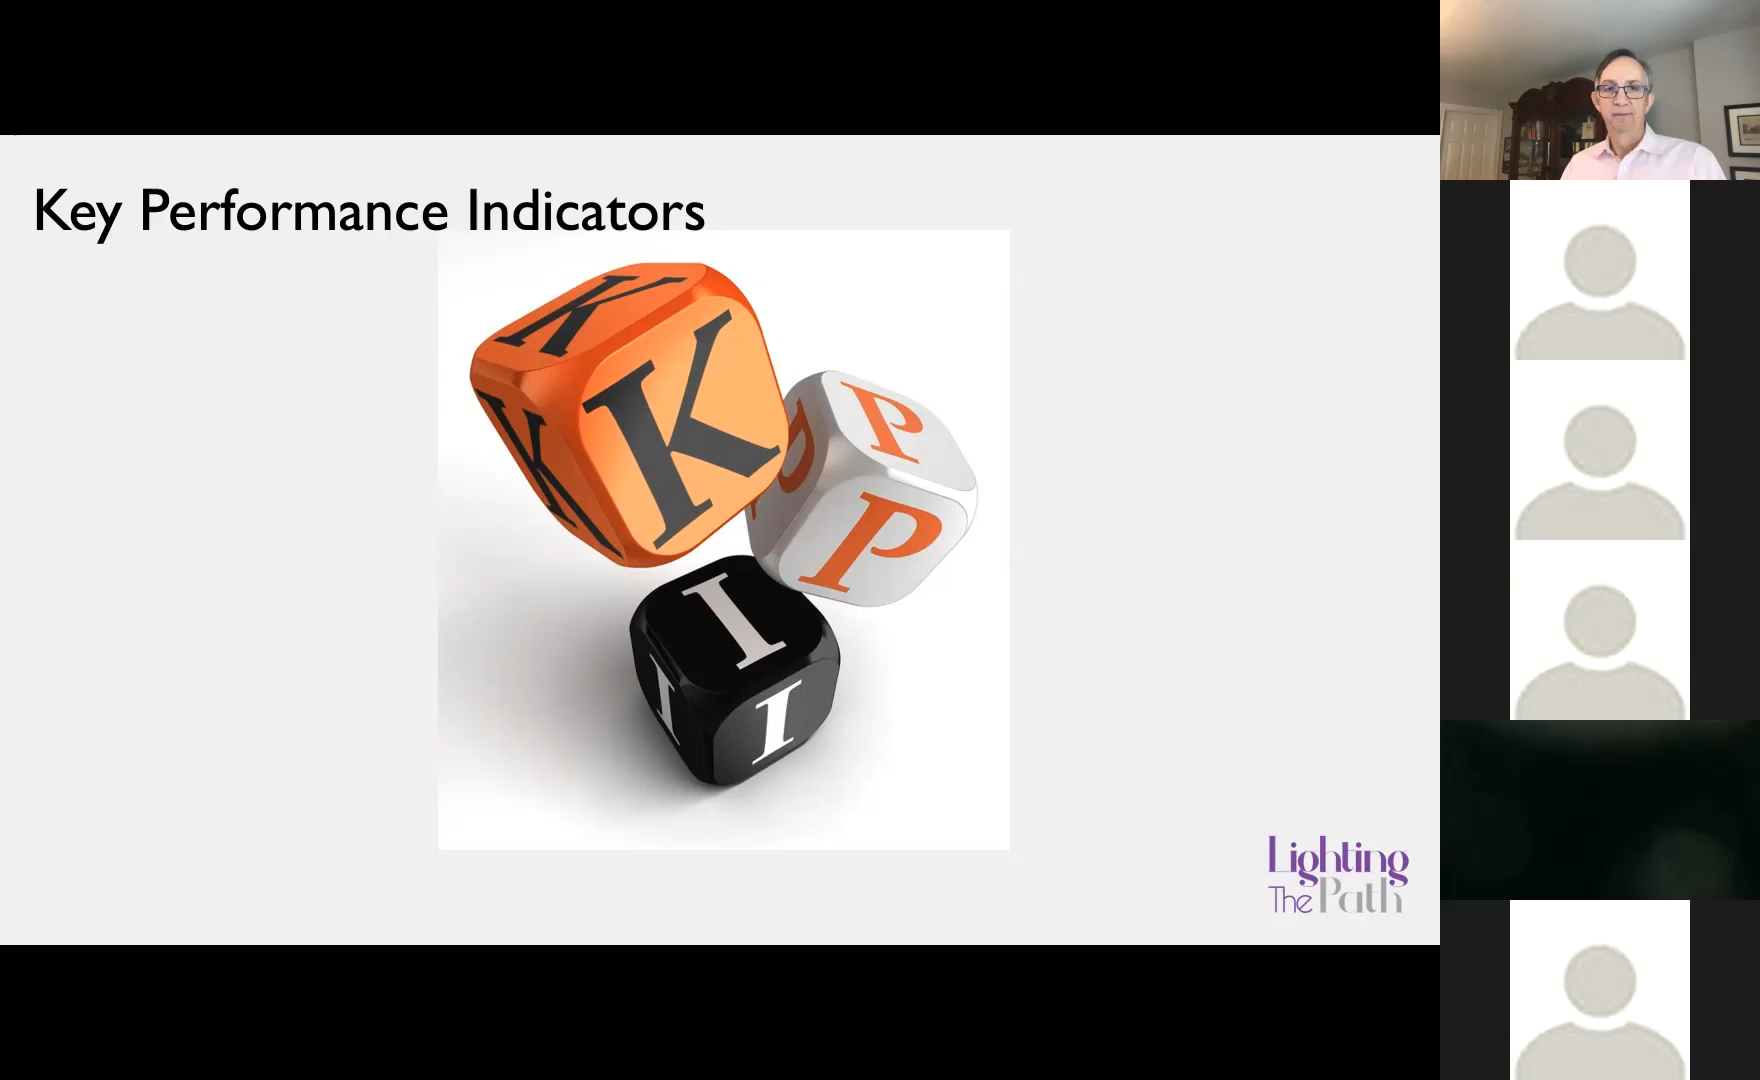 Key Performance Indicators
K
K
K
P
P
P
I
I
I
Lighting
The Path